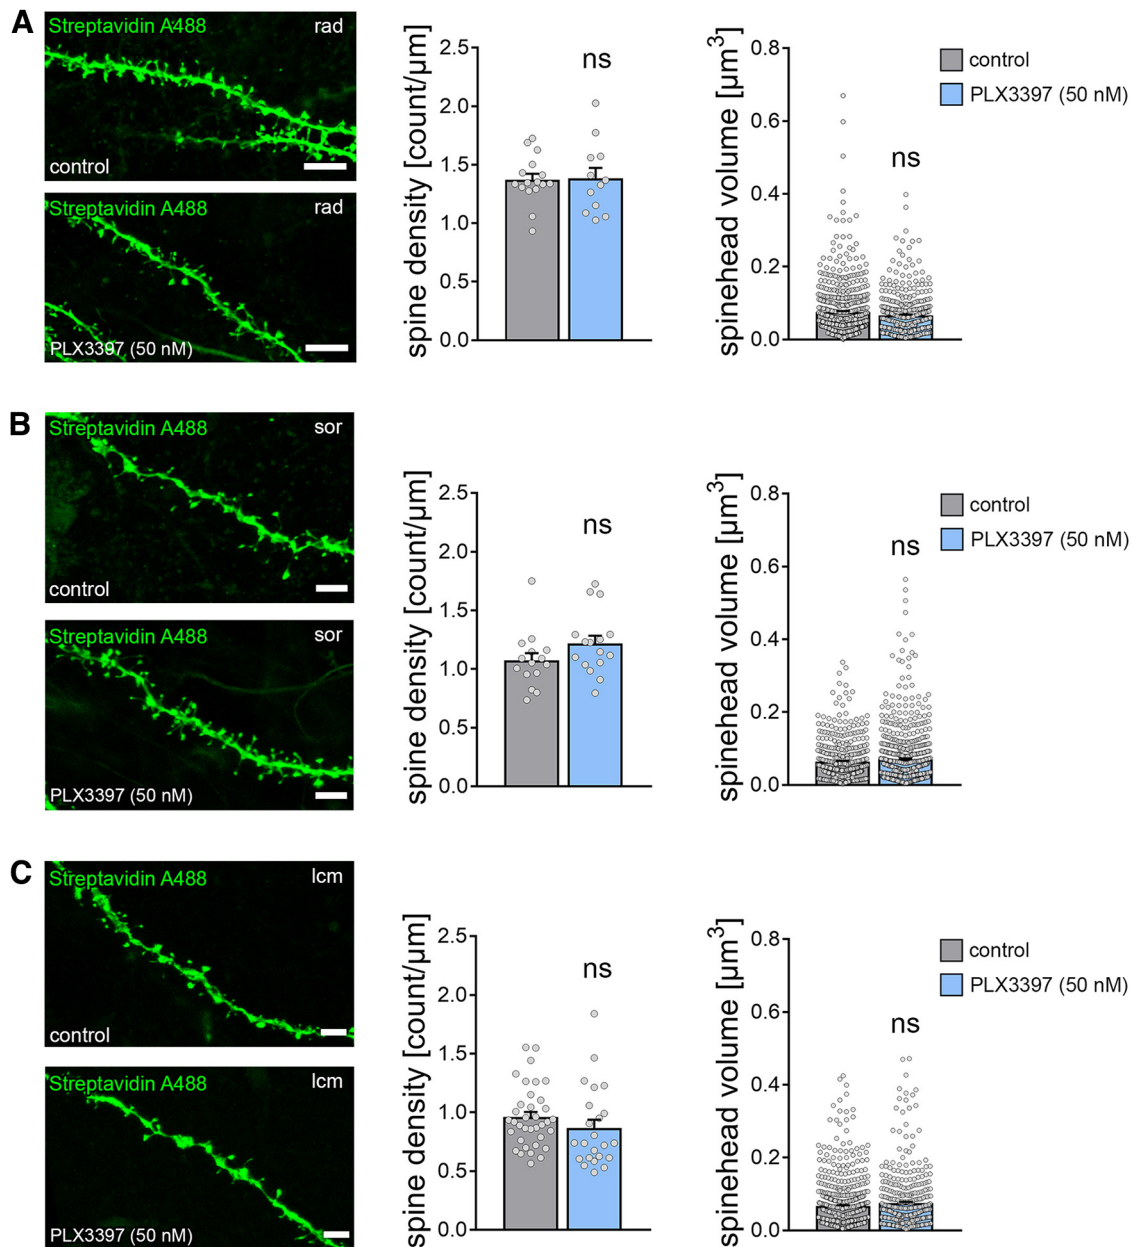 A
Streptavidin A488
rad
control
Streptavidin A488
rad
PLX3397 (50 nM)
spine density [count/µm]
2.5
2.0
1.5
1.0
0.5
0.0
ns
spinehead volume [µm³]
0.8
0.6
0.4
0.2
0.0
ns
control
PLX3397 (50 nM)
B
Streptavidin A488
sor
control
Streptavidin A488
sor
PLX3397 (50 nM)
spine density [count/µm]
2.5
2.0
1.5
1.0
0.5
0.0
ns
spinehead volume [µm³]
0.8
0.6
0.4
0.2
0.0
ns
control
PLX3397 (50 nM)
C
Streptavidin A488
lcm
control
Streptavidin A488
lcm
PLX3397 (50 nM)
spine density [count/µm]
2.5
2.0
1.5
1.0
0.5
0.0
ns
spinehead volume [µm³]
0.8
0.6
0.4
0.2
0.0
ns
control
PLX3397 (50 nM)